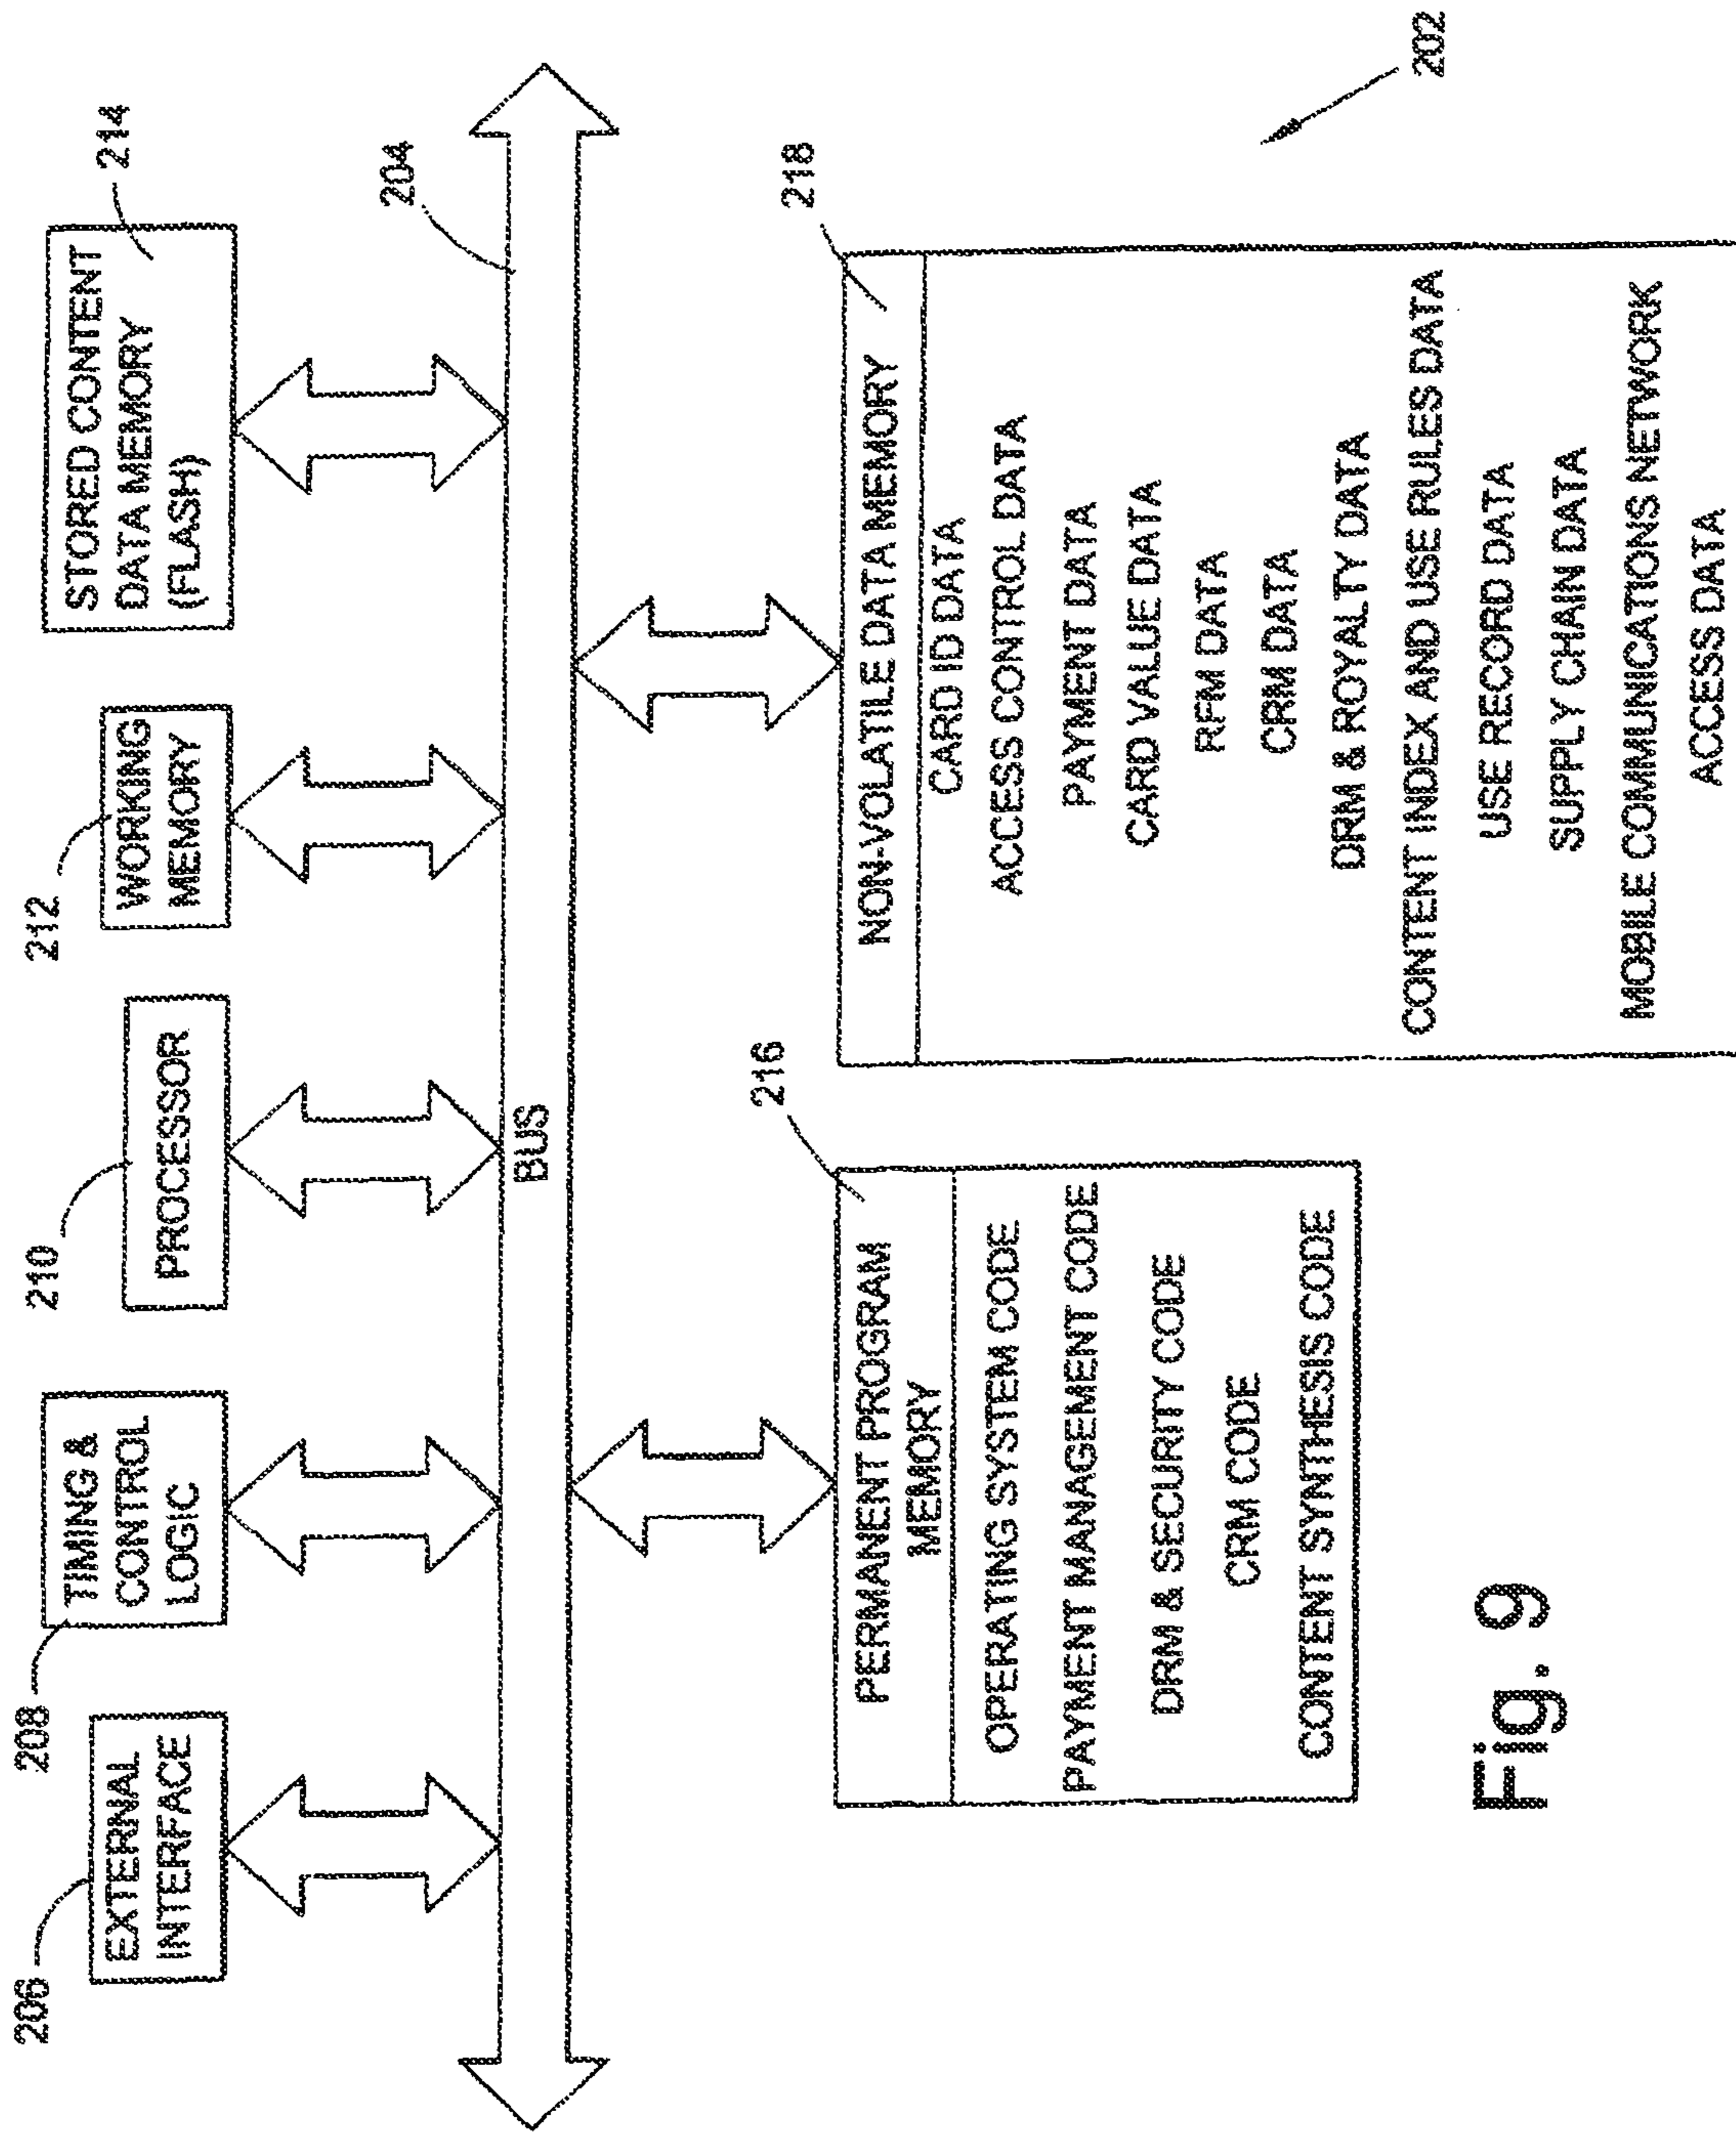 206
EXTERNAL
INTERFACE
208
TIMING &
CONTROL
LOGIC
210
PROCESSOR
212
WORKING
MEMORY
214
STORED CONTENT
DATA MEMORY
(FLASH)
204
BUS
216
PERMANENT PROGRAM
MEMORY
OPERATING SYSTEM CODE
PAYMENT MANAGEMENT CODE
DRM & SECURITY CODE
CRM CODE
CONTENT SYNTHESIS CODE
218
NON-VOLATILE DATA MEMORY
CARD ID DATA
ACCESS CONTROL DATA
PAYMENT DATA
CARD VALUE DATA
RFM DATA
CRM DATA
DRM & ROYALTY DATA
CONTENT INDEX AND USE RULES DATA
USE RECORD DATA
SUPPLY CHAIN DATA
MOBILE COMMUNICATIONS NETWORK
ACCESS DATA
202
Fig. 9